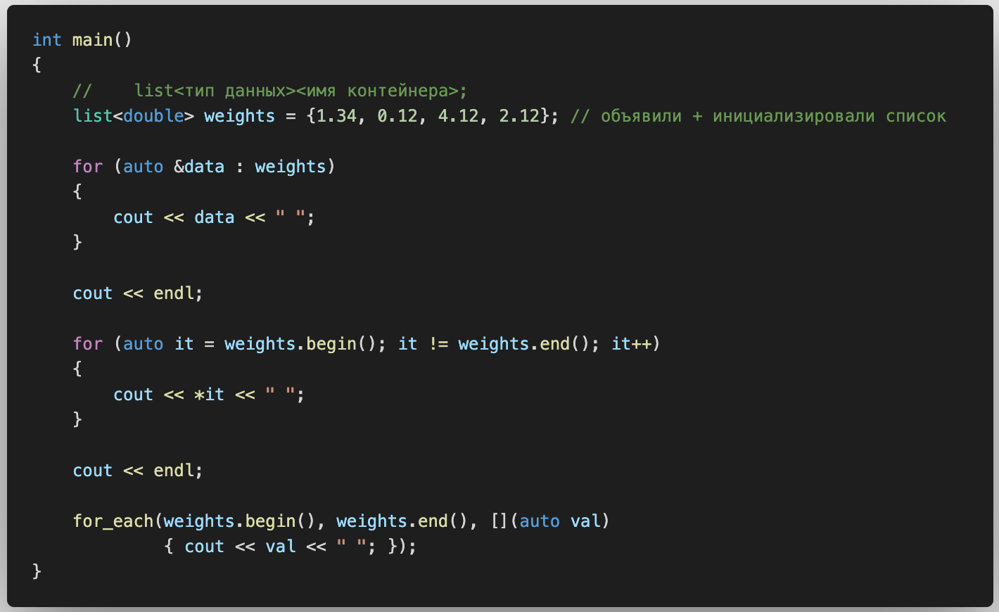 int main()
{
    //    list<тип данных><имя контейнера>;
    list<double> weights = {1.34, 0.12, 4.12, 2.12}; // объявили + инициализировали список

    for (auto &data : weights)
    {
        cout << data << " ";
    }

    cout << endl;

    for (auto it = weights.begin(); it != weights.end(); it++)
    {
        cout << *it << " ";
    }

    cout << endl;

    for_each(weights.begin(), weights.end(), [](auto val)
             { cout << val << " "; });
}